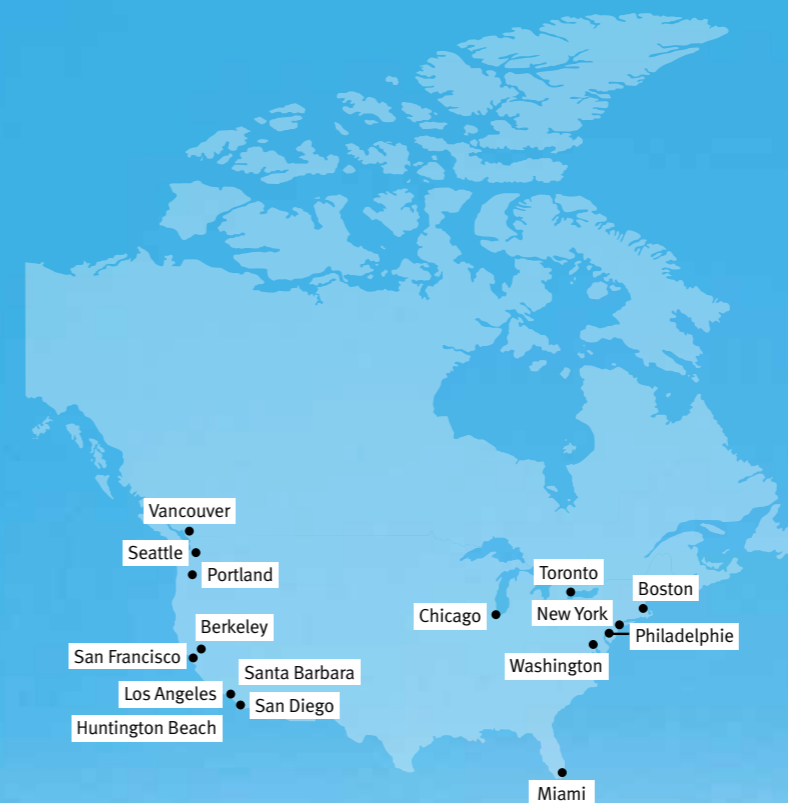 Vancouver
Seattle
Portland
Toronto
Boston
Chicago
New York
Berkeley
Philadelphie
San Francisco
Washington
Santa Barbara
Los Angeles
San Diego
Huntington Beach
Miami